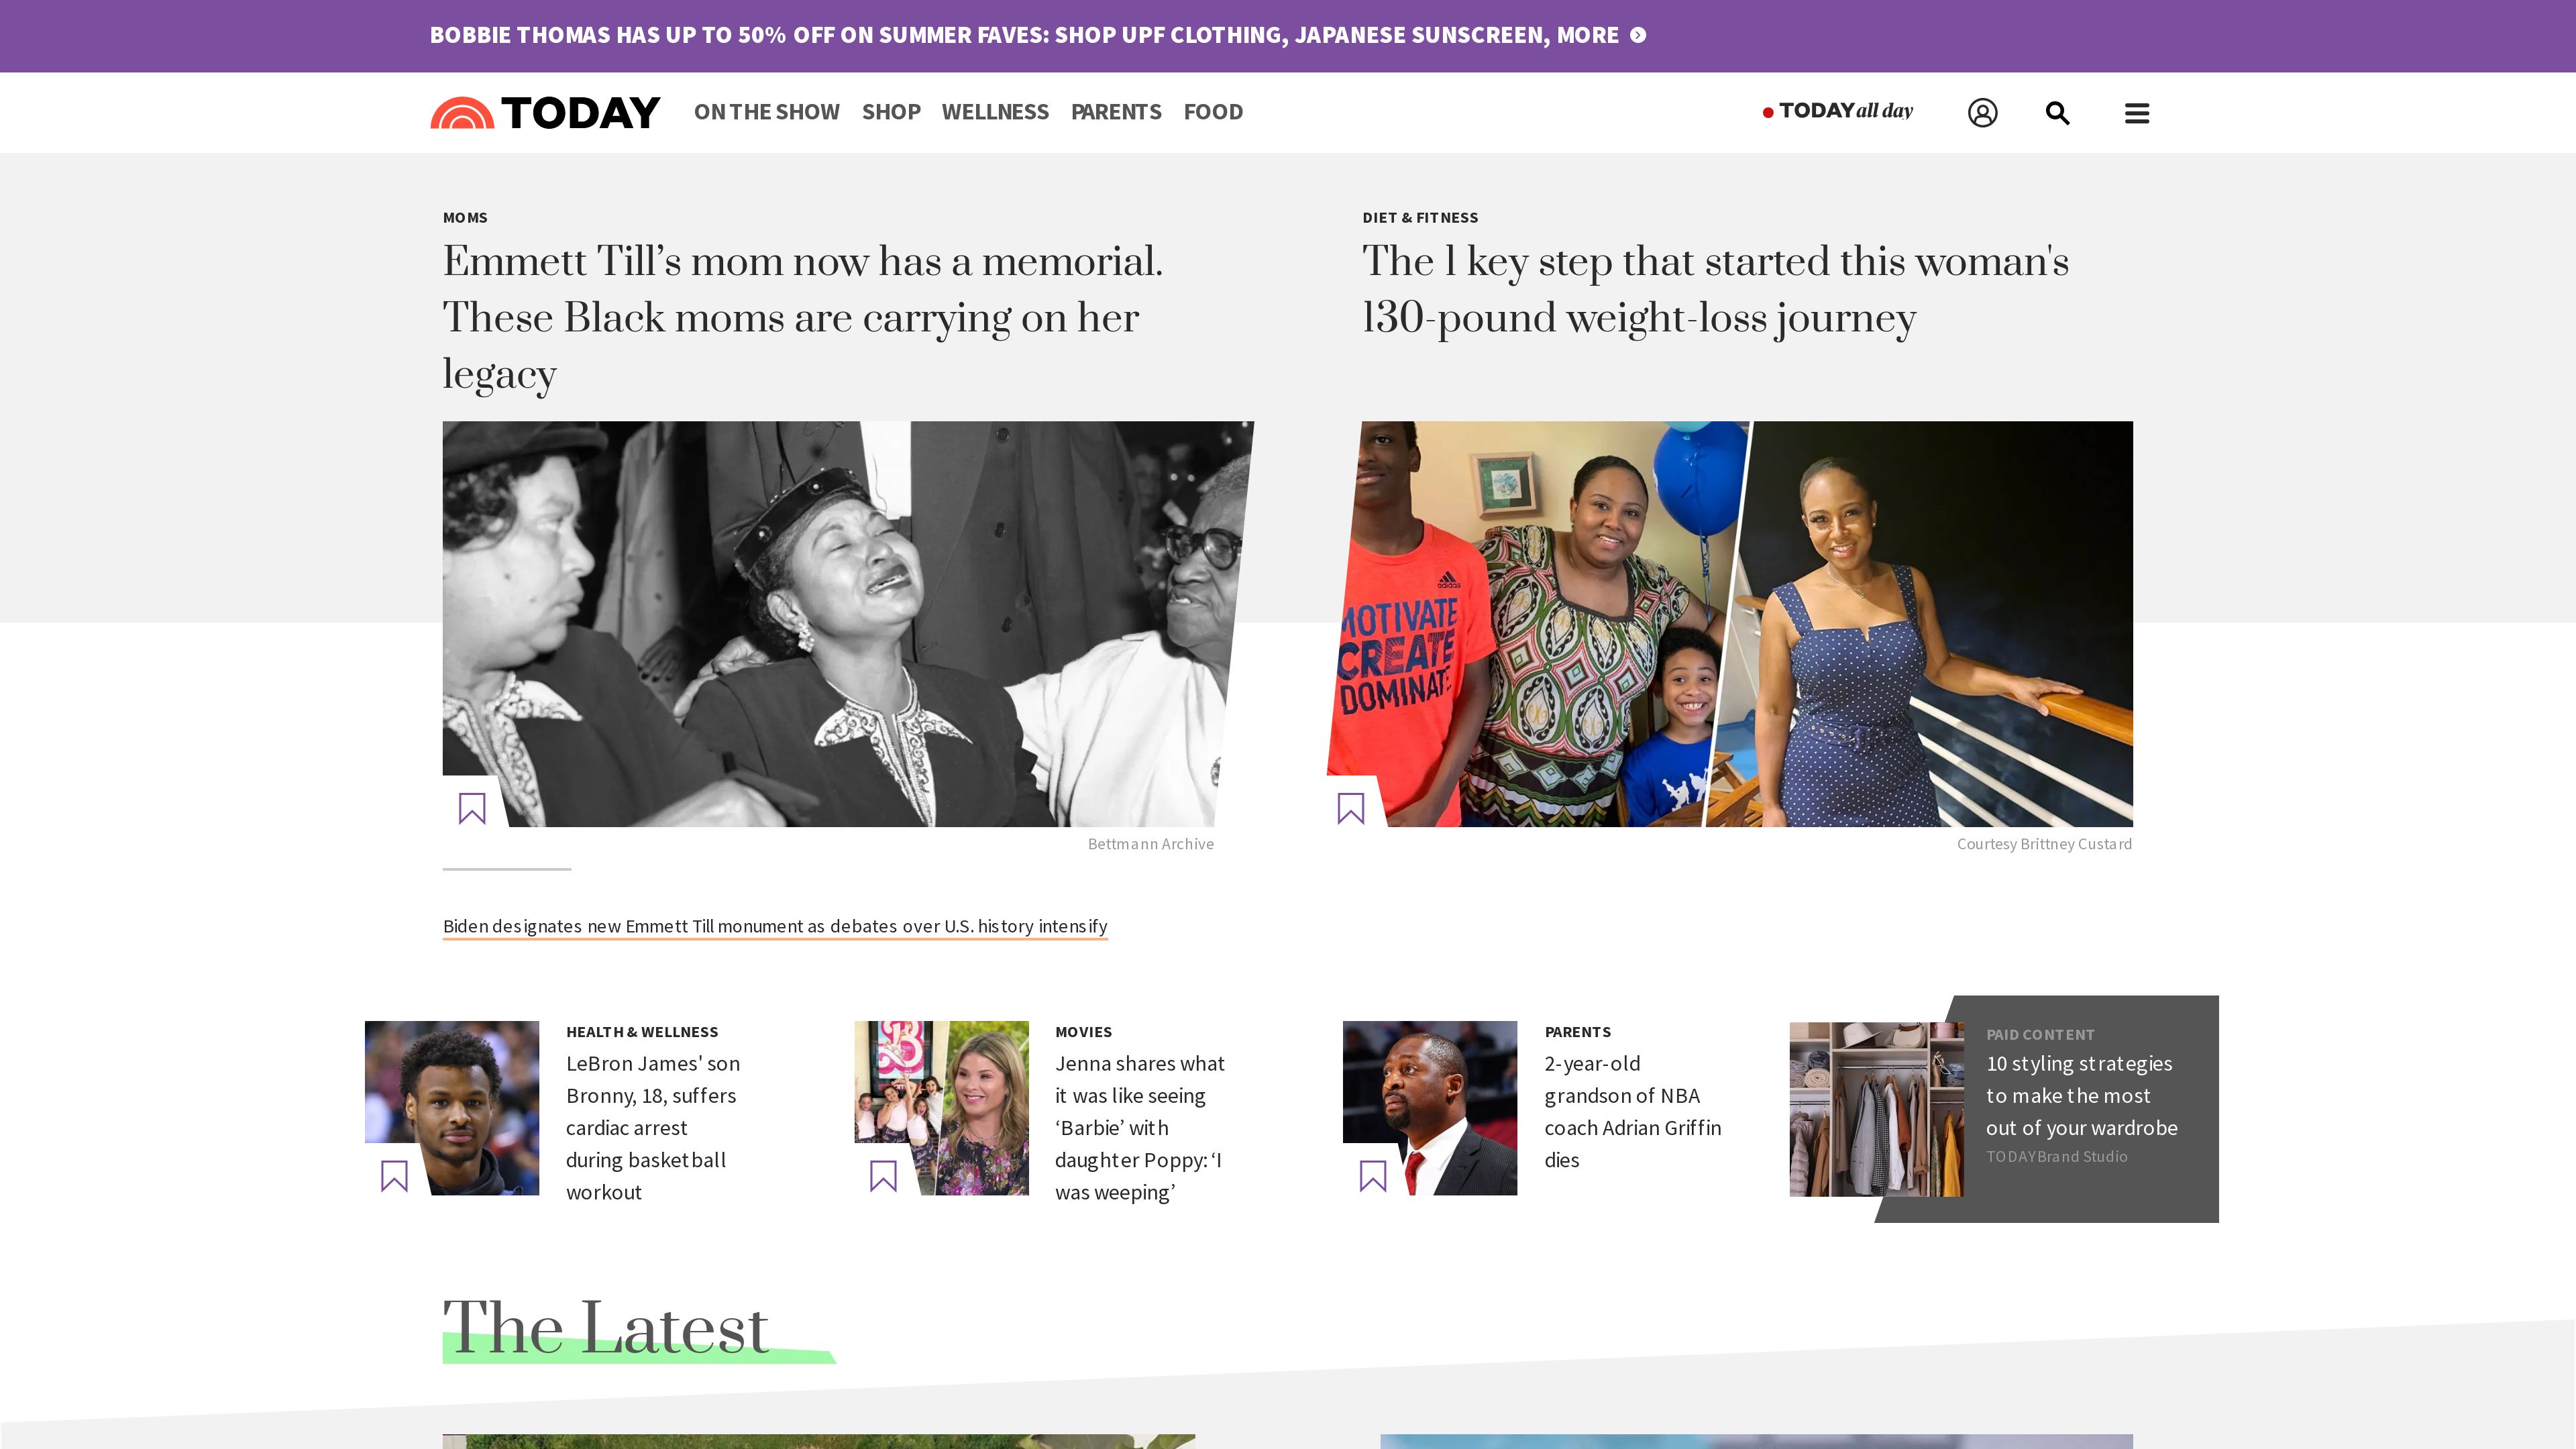 BOBBIE THOMAS HAS UP TO 50% OFF ON SUMMER FAVES: SHOP UPF CLOTHING, JAPANESE SUNSCREEN, MORE
TODAY
ON THE SHOW
SHOP
WELLNESS
PARENTS
FOOD
TODAY all day
MOMS
Emmett Till’s mom now has a memorial.
These Black moms are carrying on her
legacy
DIET & FITNESS
The 1 key step that started this woman's
130-pound weight-loss journey
adidas
MOTIVATE
CREATE
DOMINATE
Bettmann Archive
Courtesy Brittney Custard
Biden designates new Emmett Till monument as debates over U.S. history intensify
HEALTH & WELLNESS
LeBron James' son
Bronny, 18, suffers
cardiac arrest
during basketball
workout
B
MOVIES
Jenna shares what
it was like seeing
‘Barbie’ with
daughter Poppy: ‘I
was weeping’
PARENTS
2-year-old
grandson of NBA
coach Adrian Griffin
dies
PAID CONTENT
10 styling strategies
to make the most
out of your wardrobe
TODAY Brand Studio
The Latest